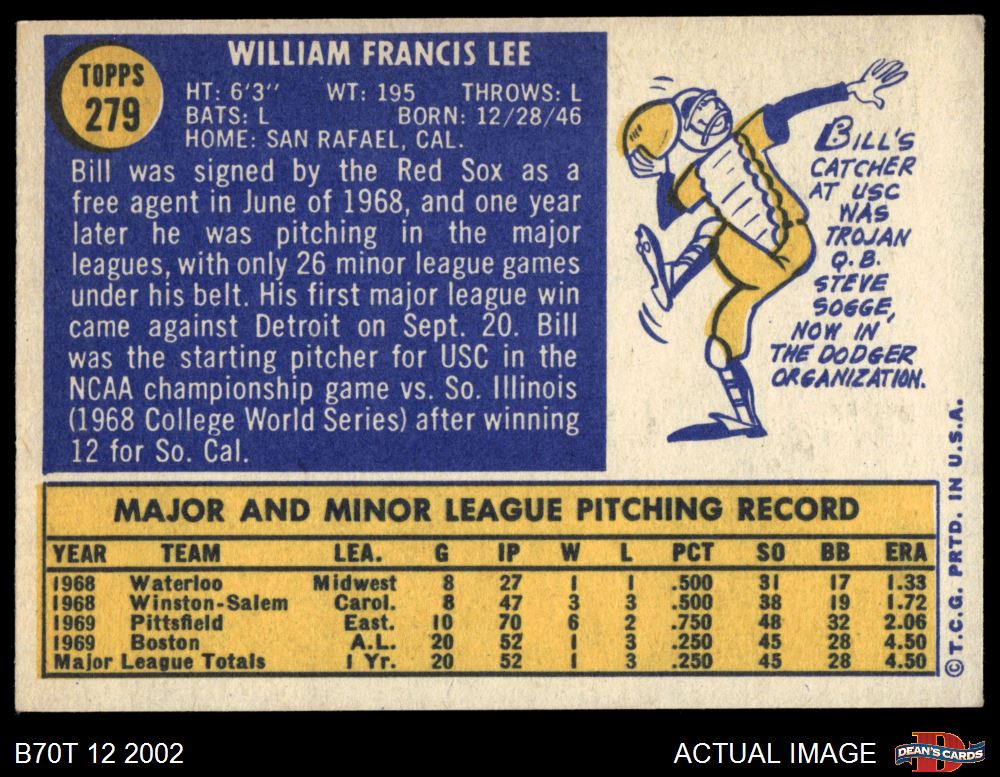 TOPPS
279
WILLIAM FRANCIS LEE
HT: 6'3" WT: 195 THROWS: L
BATS: L BORN: 12/28/46
HOME: SAN RAFAEL, CAL.
Bill was signed by the Red Sox as a
free agent in June of 1968, and one year
later he was pitching in the major
leagues, with only 26 minor league games
under his belt. His first major league win
came against Detroit on Sept. 20. Bill
was the starting pitcher for USC in the
NCAA championship game vs. So. Illinois
(1968 College World Series) after winning
12 for So. Cal.
BILL'S
CATCHER
AT USC
WAS
TROJAN
Q.B.
STEVE
SOGGE,
NOW IN
THE DODGER
ORGANIZATION.
MAJOR AND MINOR LEAGUE PITCHING RECORD
YEAR TEAM LEA. G IP W L PCT SO BB ERA
1968 Waterloo Midwest 8 27 1 1 .500 31 17 1.33
1968 Winston-Salem Carol. 8 47 3 3 .500 38 19 1.72
1969 Pittsfield East. 10 70 6 2 .750 48 32 2.06
1969 Boston A.L. 20 52 1 3 .250 45 28 4.50
Major League Totals 1 Yr. 20 52 1 3 .250 45 28 4.50
© T.C.G. PRTD. IN U.S.A.
B70T 12 2002
ACTUAL IMAGE
DEAN'S CARDS